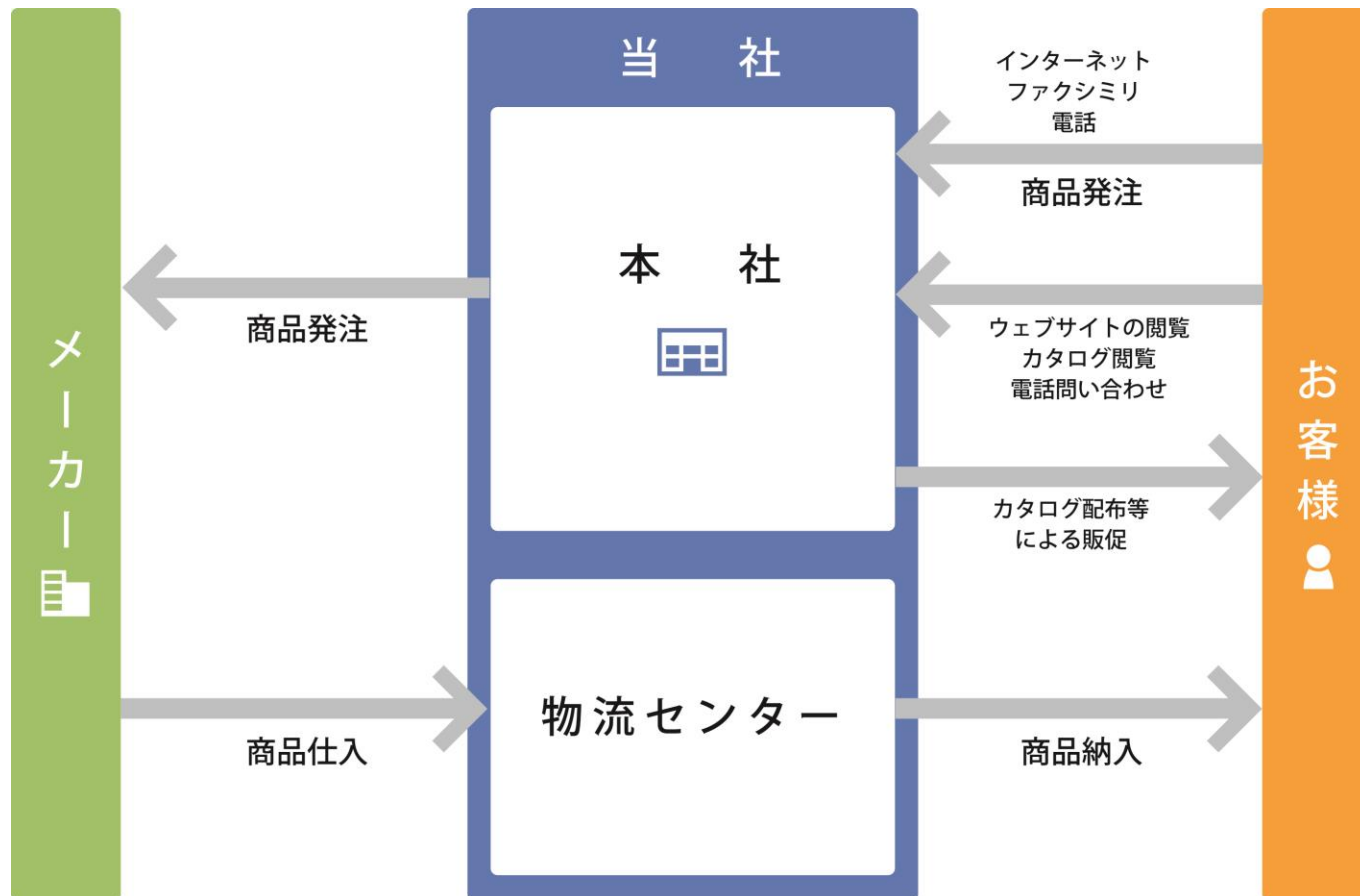 当社
本社
物流センター
メーカー
お客様
商品発注
商品仕入
インターネット
ファクシミリ
電話
商品発注
ウェブサイトの閲覧
カタログ閲覧
電話問い合わせ
カタログ配布等
による販促
商品納入